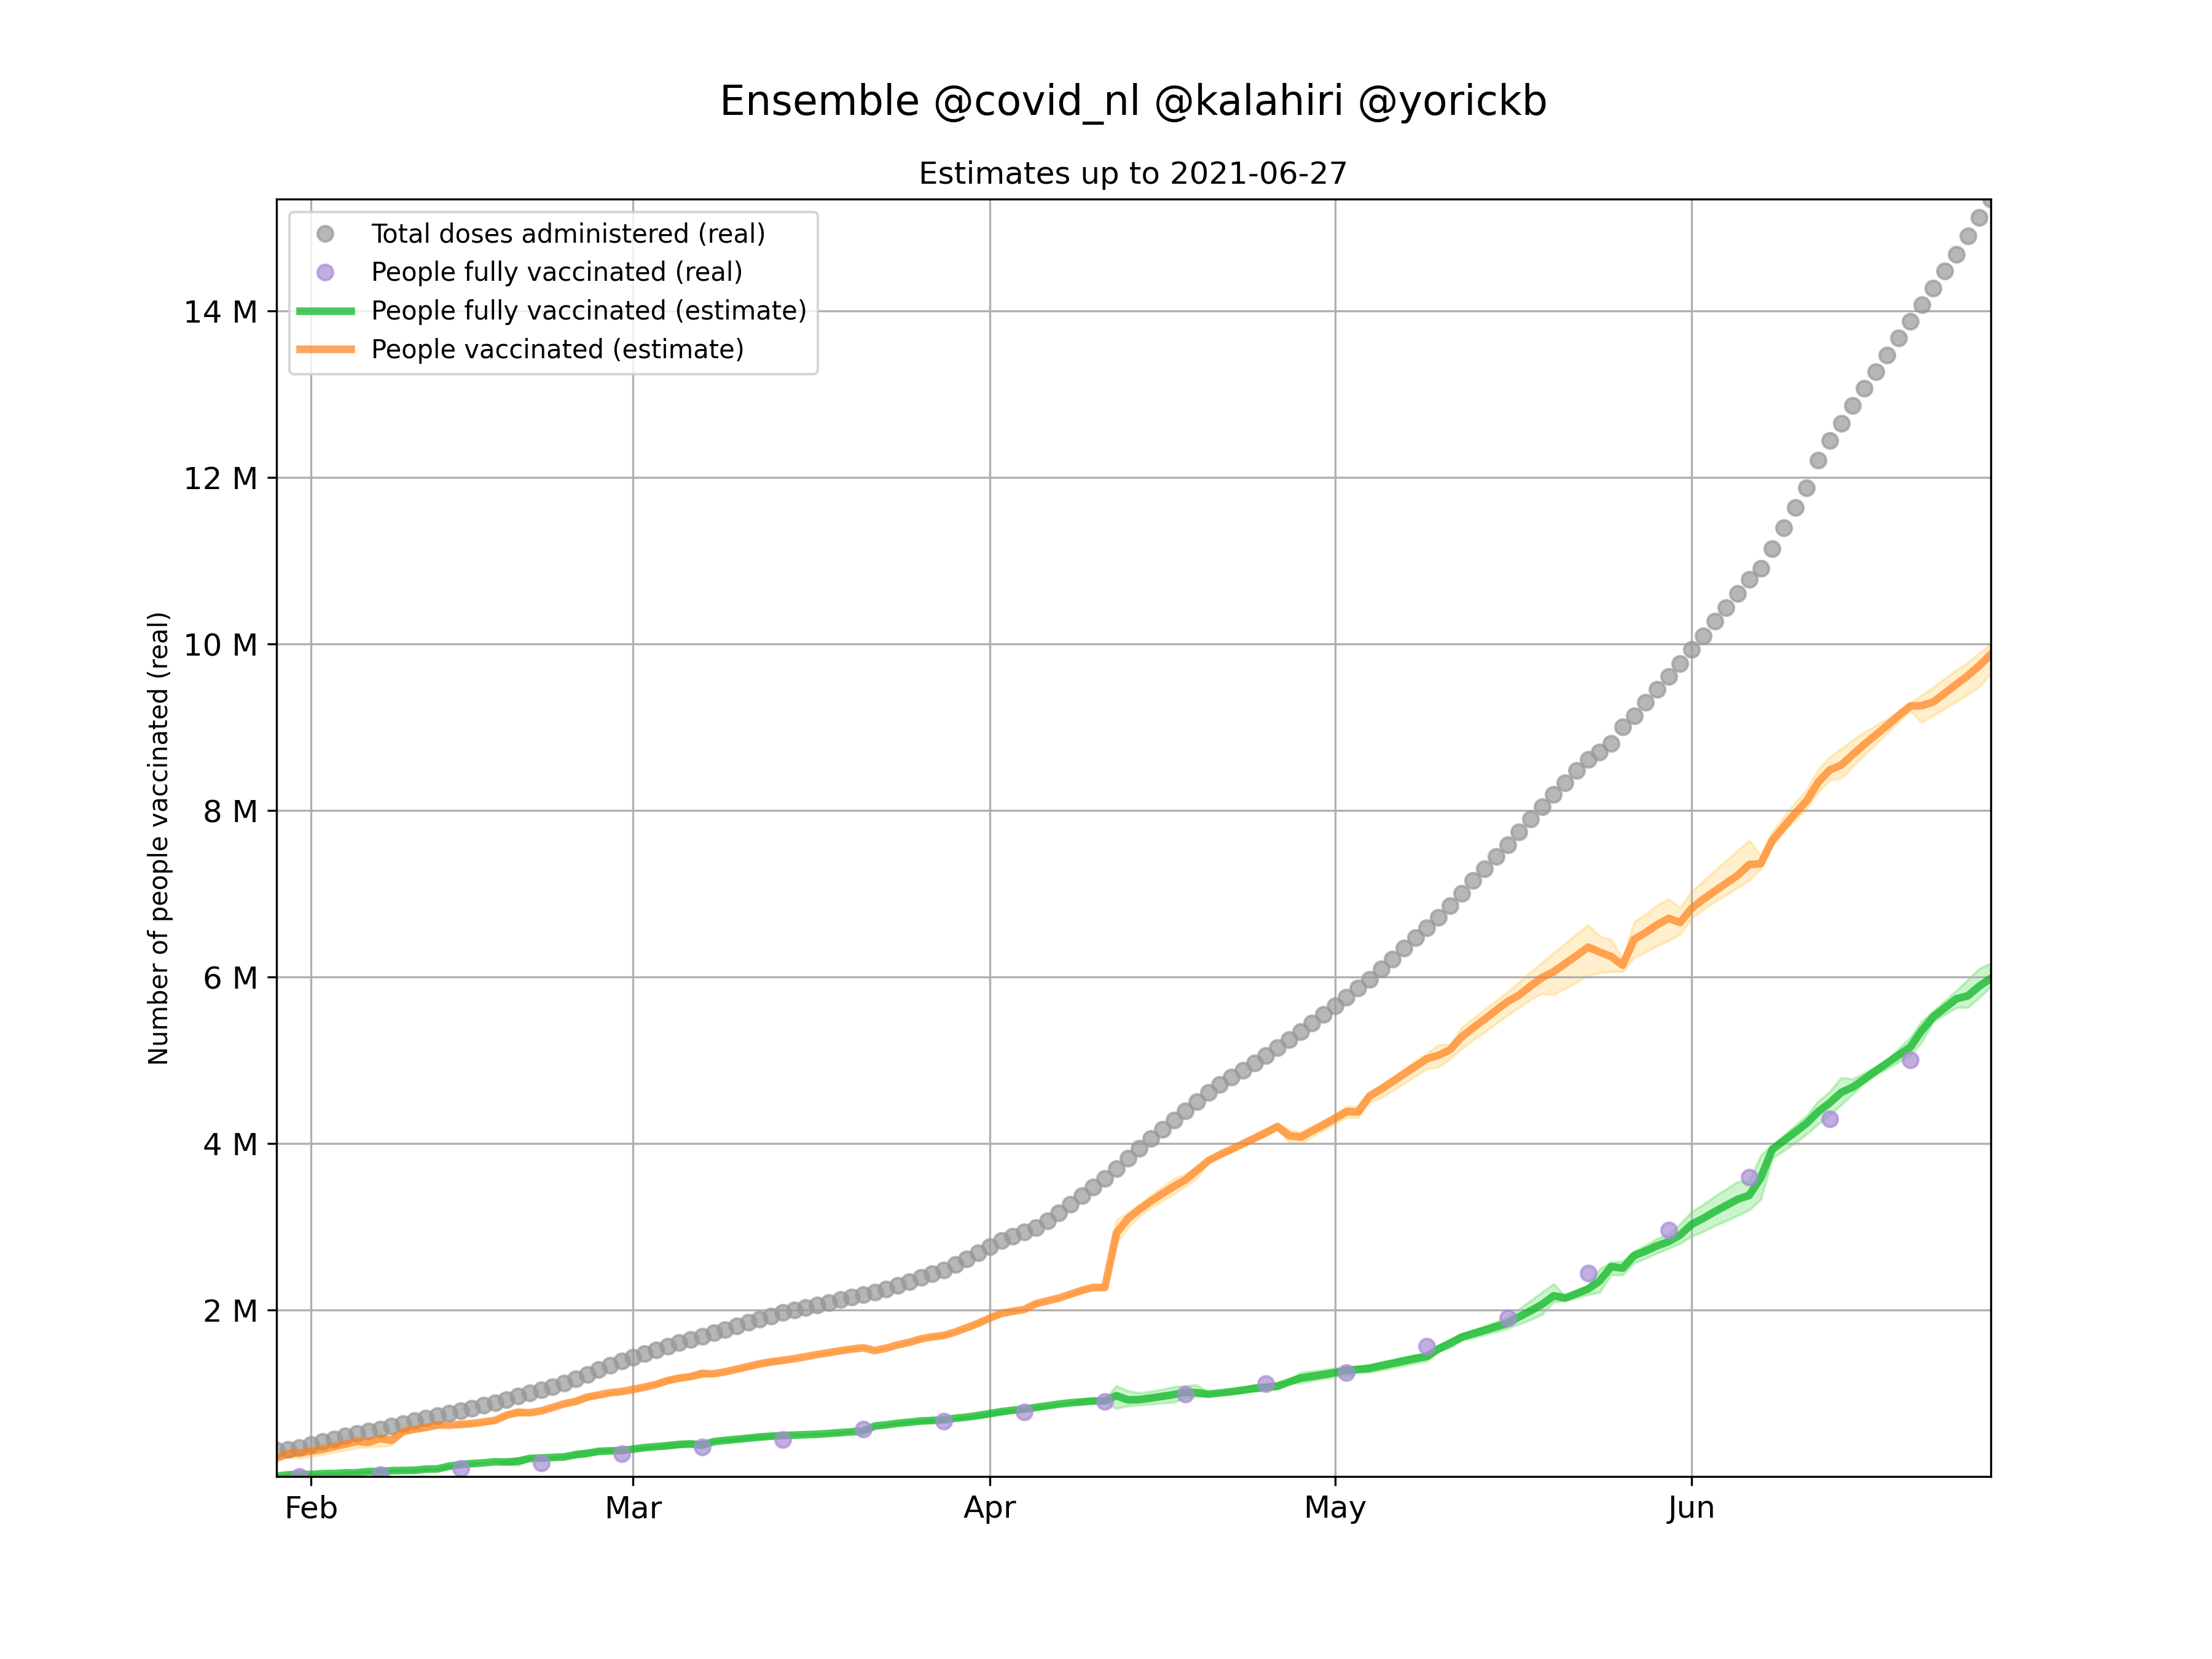 Ensemble @covid_nl @kalahiri @yorickb
Estimates up to 2021-06-27
Total doses administered (real)
People fully vaccinated (real)
People fully vaccinated (estimate)
People vaccinated (estimate)
Number of people vaccinated (real)
14 M
12 M
10 M
8 M
6 M
4 M
2 M
Feb
Mar
Apr
May
Jun